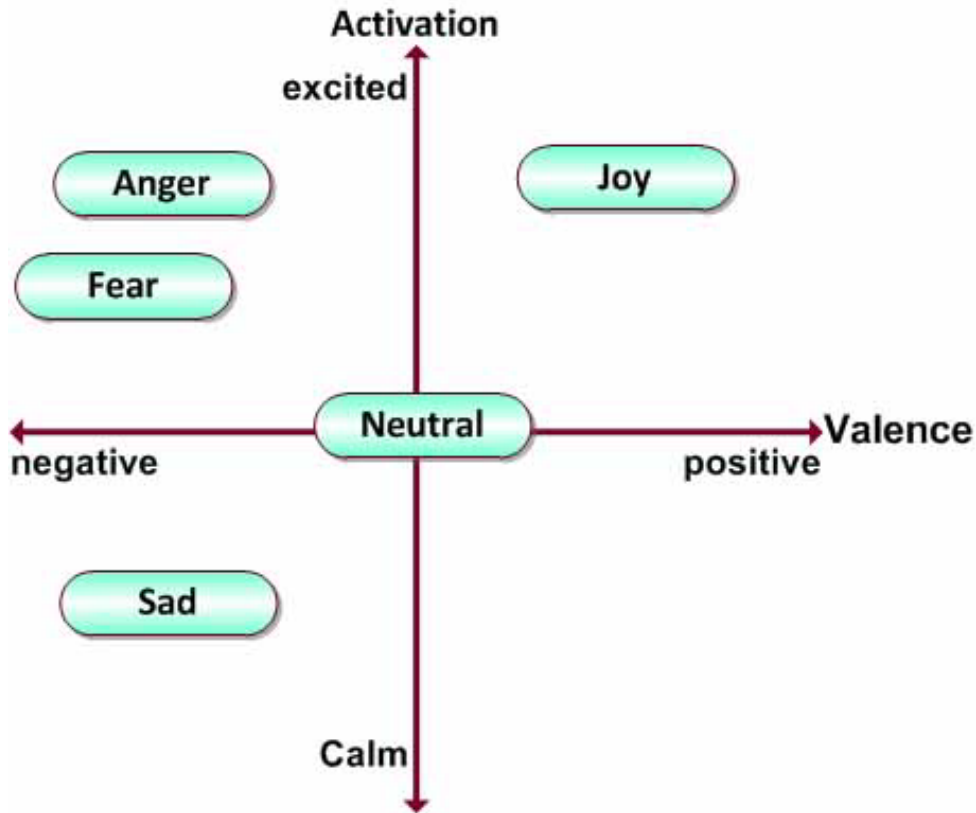 Activation
excited
Anger
Joy
Fear
Neutral
Valence
negative
positive
Sad
Calm